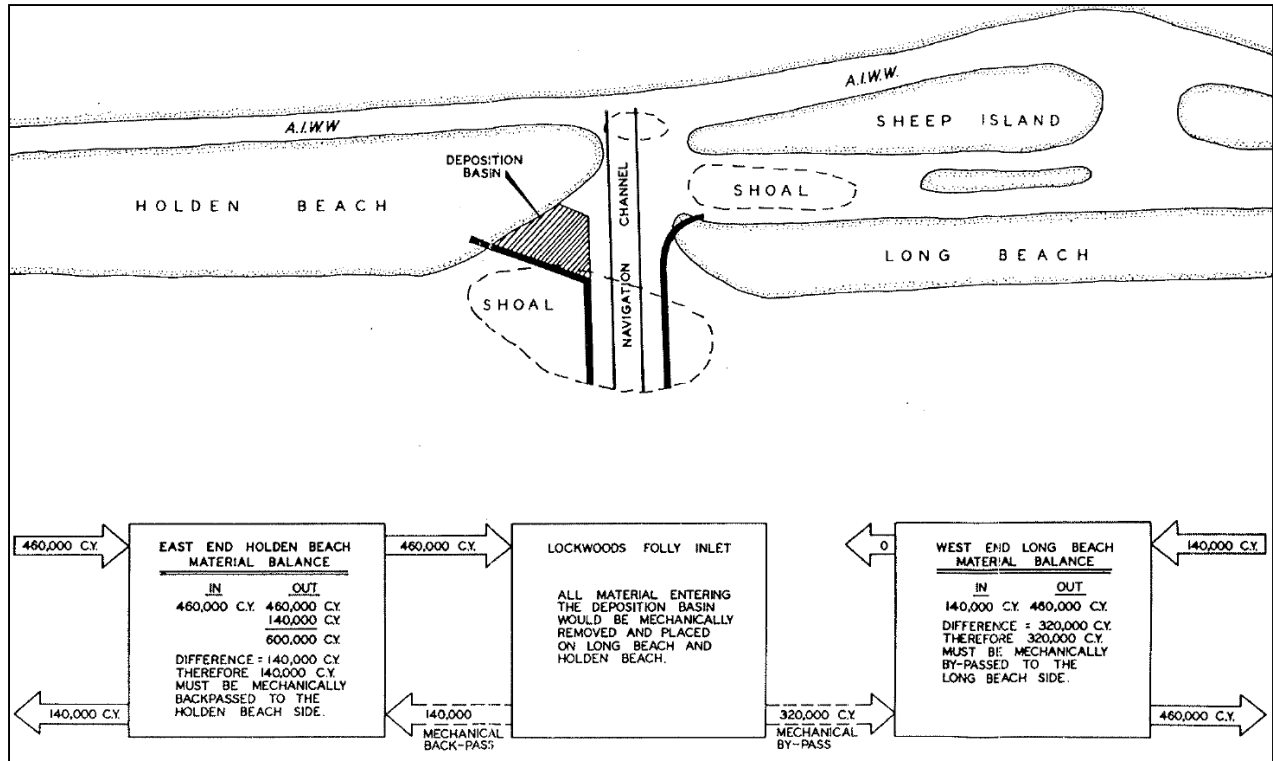 A.I.W.W.
A.I.W.W
SHEEP ISLAND
DEPOSITION
BASIN
HOLDEN BEACH
NAVIGATION CHANNEL
SHOAL
LONG BEACH
SHOAL
460,000 C.Y.
EAST END HOLDEN BEACH
MATERIAL BALANCE
IN OUT
460,000 C.Y. 460,000 C.Y.
140,000 C.Y.
600,000 C.Y.
DIFFERENCE = 140,000 C.Y.
THEREFORE 140,000 C.Y.
MUST BE MECHANICALLY
BACKPASSED TO THE
HOLDEN BEACH SIDE.
140,000 C.Y.
460,000 C.Y.
140,000
MECHANICAL
BACK-PASS
LOCKWOODS FOLLY INLET
ALL MATERIAL ENTERING
THE DEPOSITION BASIN
WOULD BE MECHANICALLY
REMOVED AND PLACED
ON LONG BEACH AND
HOLDEN BEACH.
0
320,000 C.Y.
MECHANICAL
BY-PASS
WEST END LONG BEACH
MATERIAL BALANCE
IN OUT
140,000 C.Y. 460,000 C.Y.
DIFFERENCE = 320,000 C.Y.
THEREFORE 320,000 C.Y.
MUST BE MECHANICALLY
BY-PASSED TO THE
LONG BEACH SIDE.
140,000 C.Y.
460,000 C.Y.